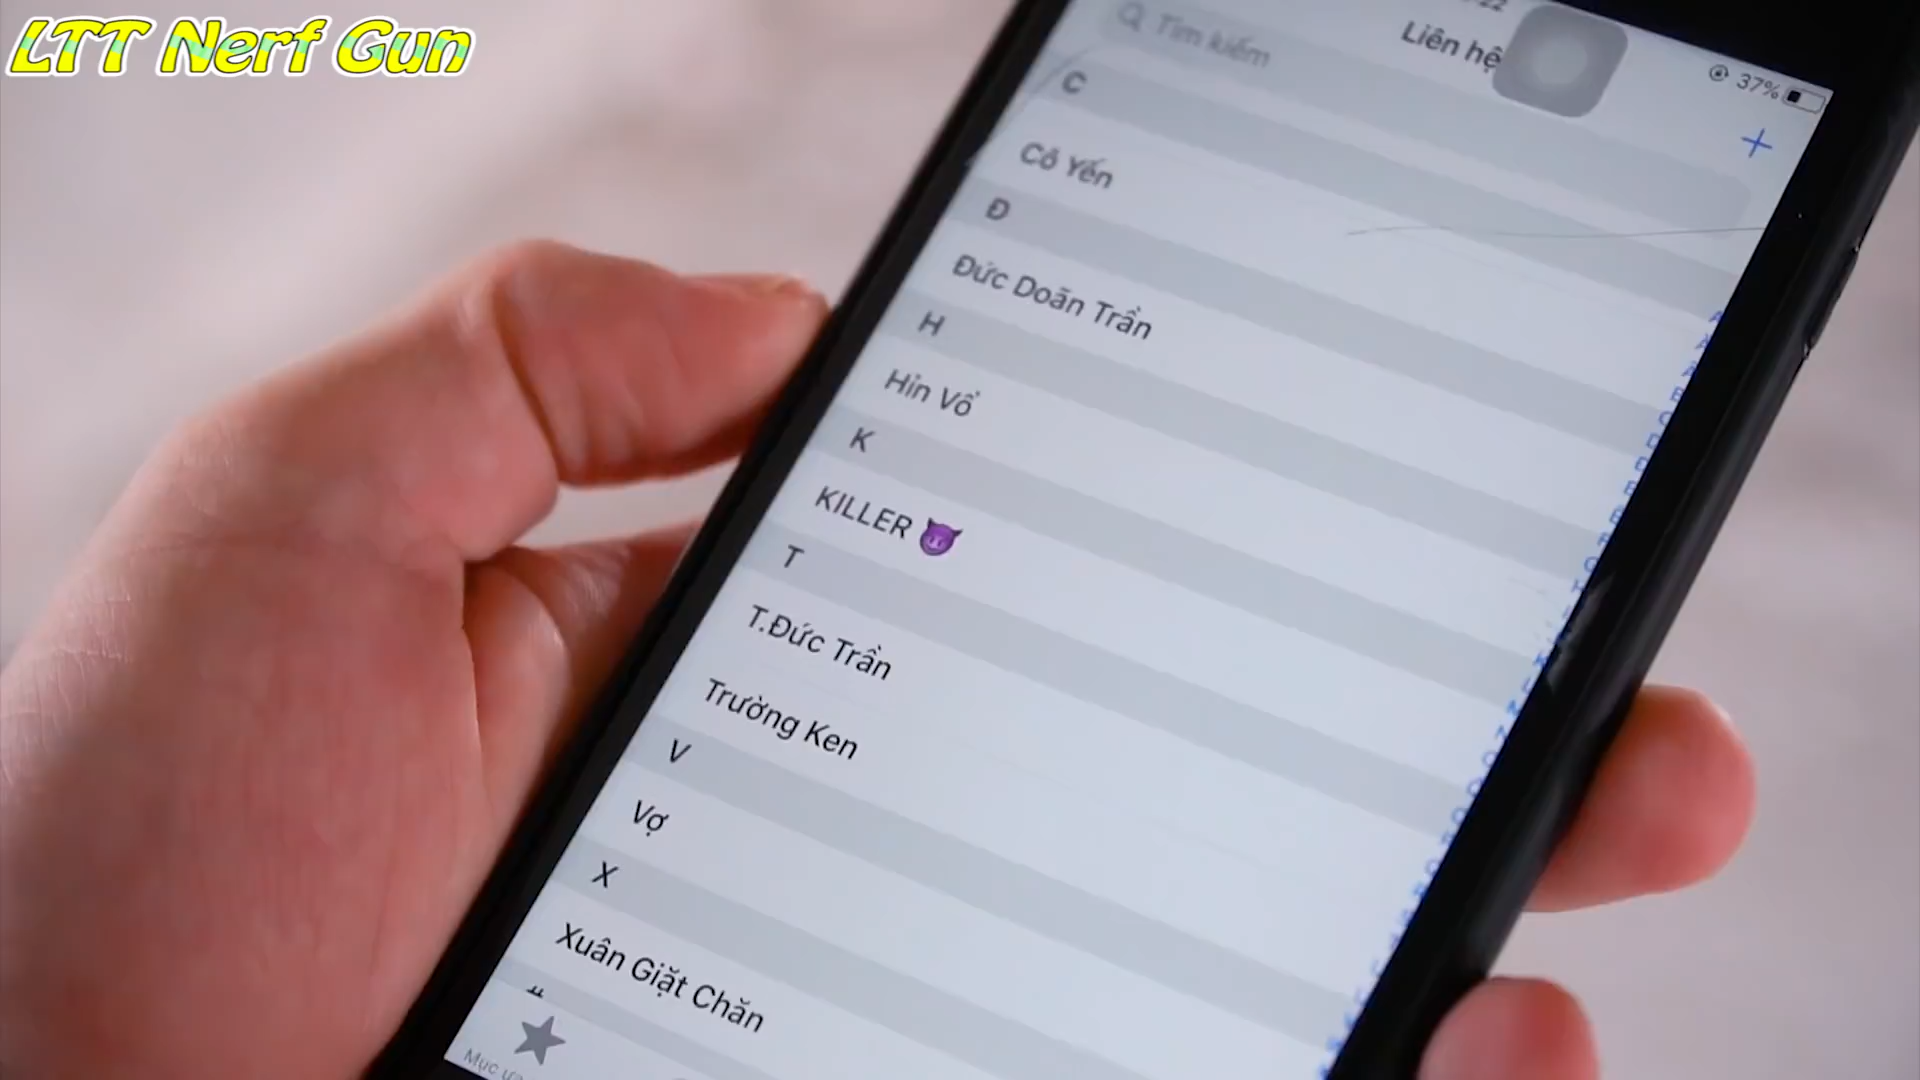 LTT Nerf Gun
Liên hệ
37%
Tìm kiếm
C
Cô Yến
Đ
Đức Doãn Trần
H
Hỉn Vổ
K
KILLER 😈
T
T.Đức Trần
Trường Ken
V
Vợ
X
Xuân Giặt Chăn